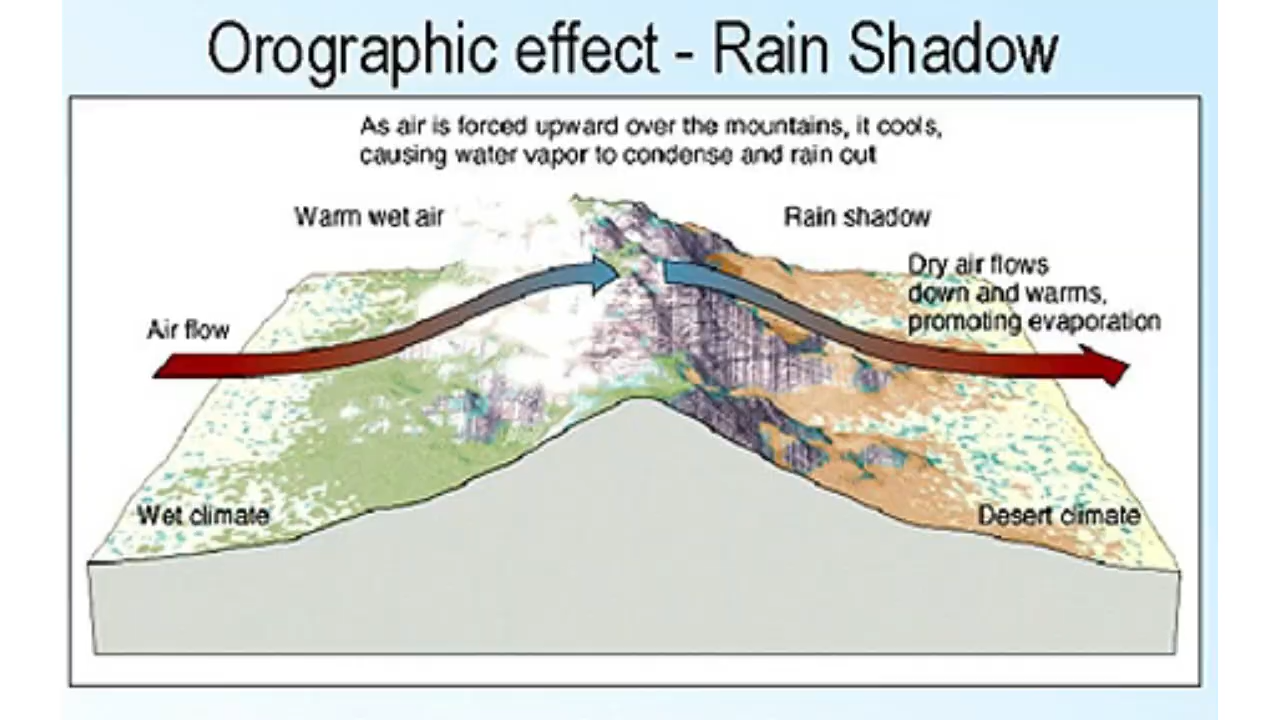 Orographic effect - Rain Shadow
As air is forced upward over the mountains, it cools,
causing water vapor to condense and rain out
Warm wet air
Rain shadow
Dry air flows
down and warms,
promoting evaporation
Air flow
Wet climate
Desert climate